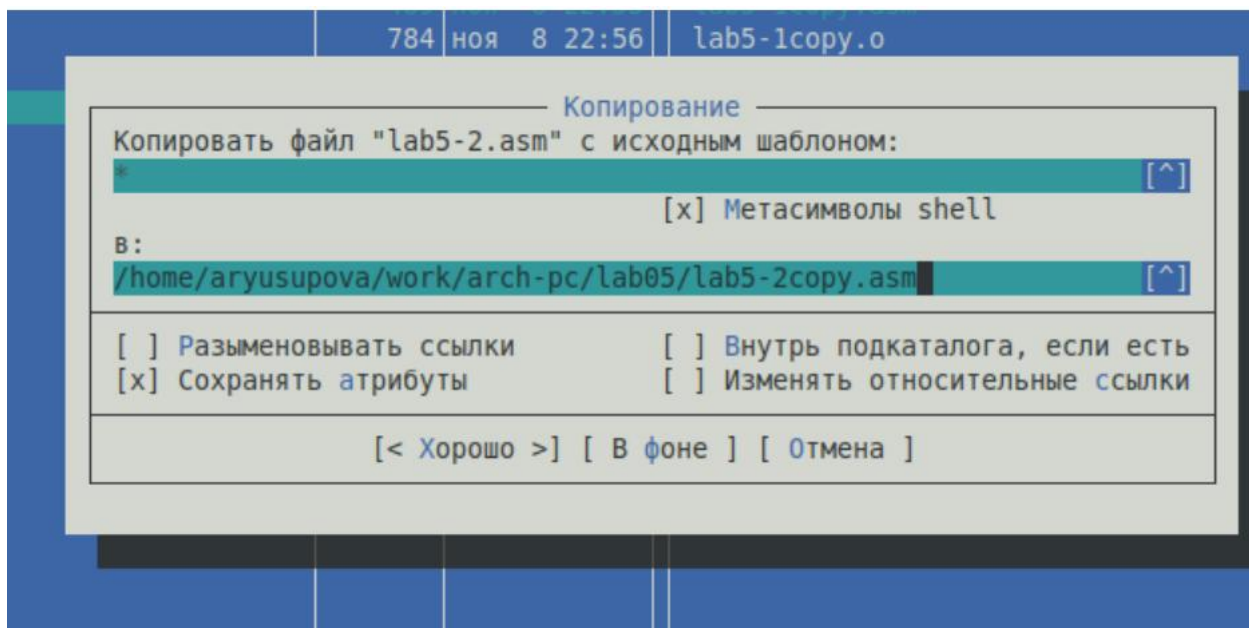 784 ноя 8 22:56 lab5-1copy.o
Копирование
Копировать файл "lab5-2.asm" с исходным шаблоном:
* [^]
[x] Метасимволы shell
в:
/home/aryusupova/work/arch-pc/lab05/lab5-2copy.asm [^]
[ ] Разыменовывать ссылки [ ] Внутрь подкаталога, если есть
[x] Сохранять атрибуты [ ] Изменять относительные ссылки
[< Хорошо >] [ В фоне ] [ Отмена ]